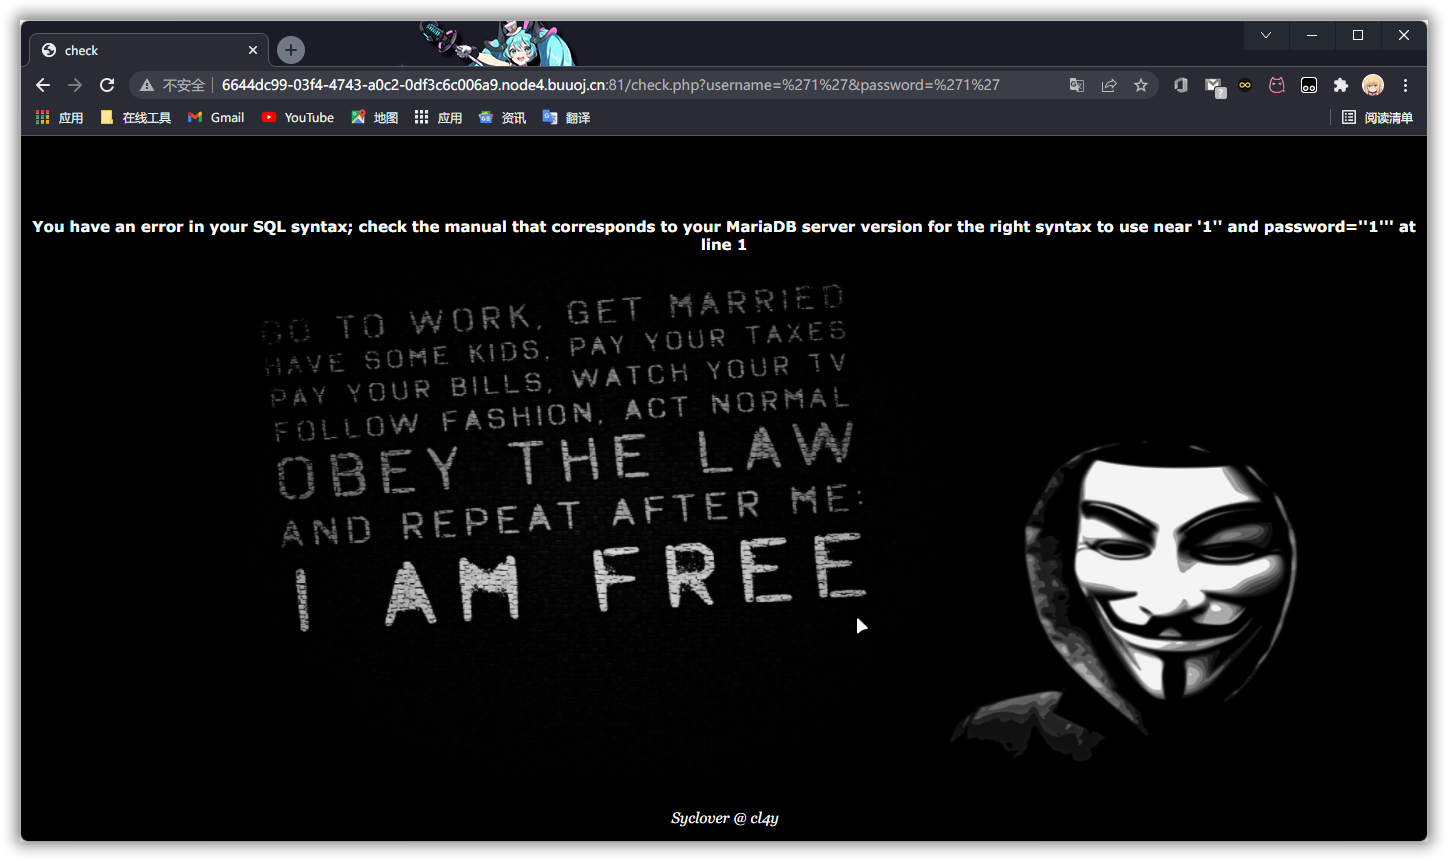 check
不安全
6644dc99-03f4-4743-a0c2-0df3c6c006a9.node4.buuoj.cn:81/check.php?username=%271%27&password=%271%27
?
应用
在线工具
Gmail
YouTube
地图
应用
资讯
翻译
阅读清单
You have an error in your SQL syntax; check the manual that corresponds to your MariaDB server version for the right syntax to use near '1'' and password=''1''' at
line 1
GO TO WORK, GET MARRIED
HAVE SOME KIDS, PAY YOUR TAXES
PAY YOUR BILLS, WATCH YOUR TV
FOLLOW FASHION, ACT NORMAL
OBEY THE LAW
AND REPEAT AFTER ME:
I AM FREE
Syclover @ cl4y